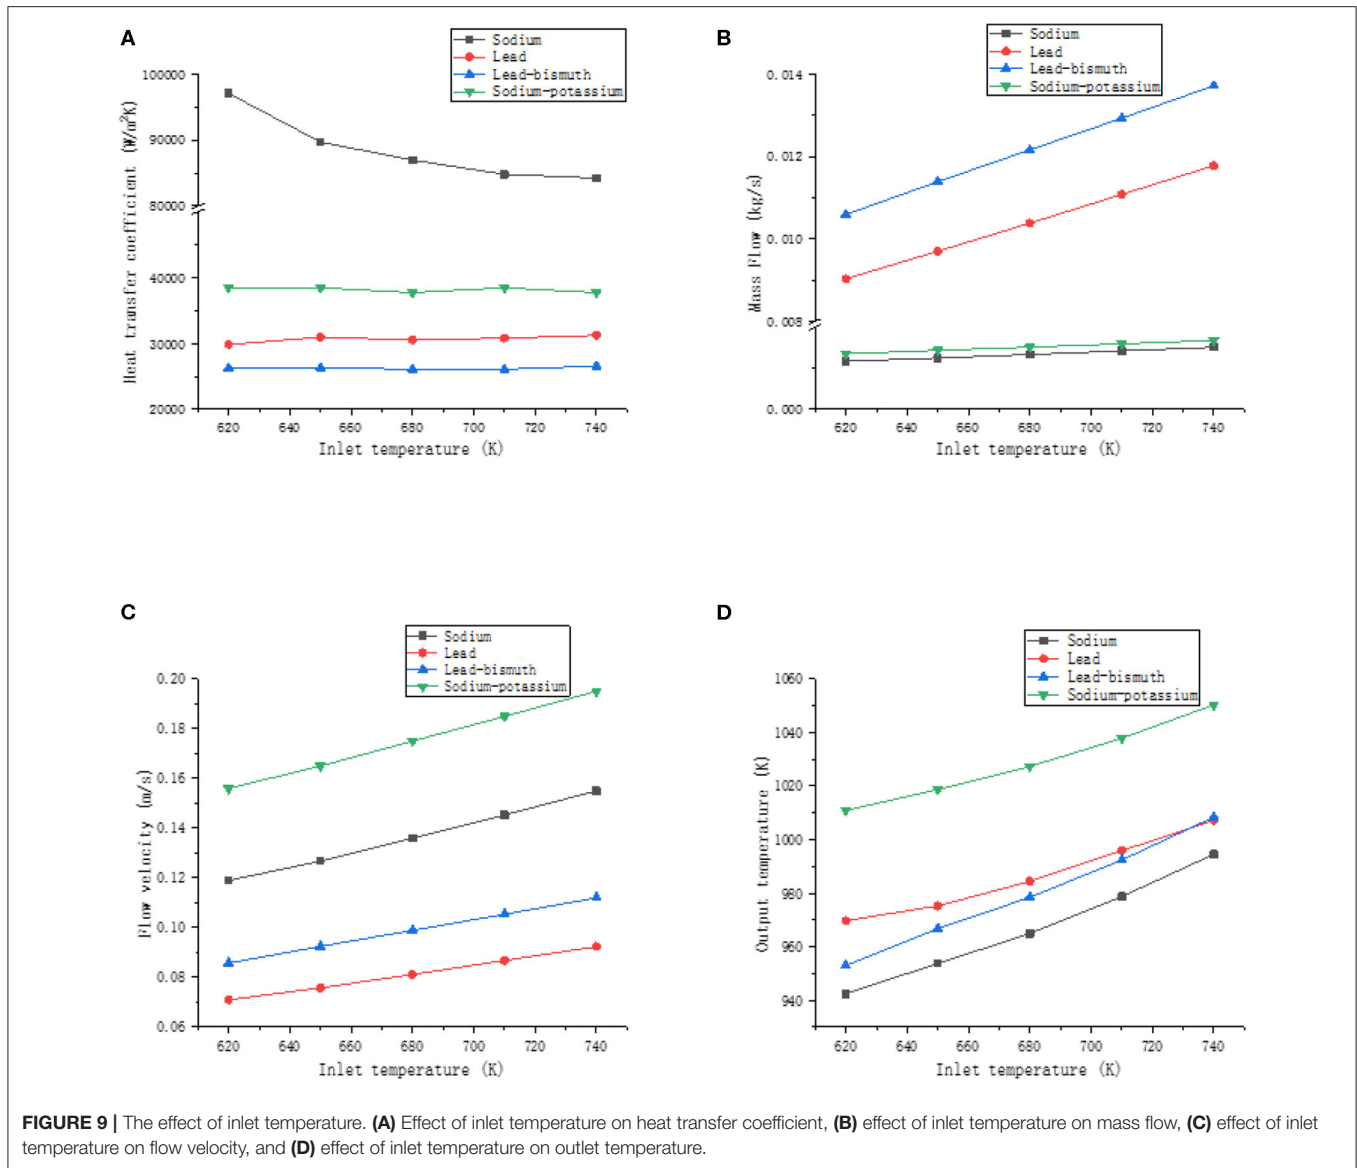 A
Sodium
Lead
Lead-bismuth
Sodium-potassium
100000
90000
80000
40000
30000
20000
Heat transfer coefficient (W/m²K)
620 640 660 680 700 720 740
Inlet temperature (K)
B
Sodium
Lead
Lead-bismuth
Sodium-potassium
0.014
0.012
0.010
0.008
0.000
Mass Flow (kg/s)
620 640 660 680 700 720 740
Inlet temperature (K)
C
Sodium
Lead
Lead-bismuth
Sodium-potassium
0.20
0.18
0.16
0.14
0.12
0.10
0.08
0.06
Flow velocity (m/s)
620 640 660 680 700 720 740
Inlet temperature (K)
D
Sodium
Lead
Lead-bismuth
Sodium-potassium
1060
1040
1020
1000
980
960
940
Output temperature (K)
620 640 660 680 700 720 740
Inlet temperature (K)
FIGURE 9 | The effect of inlet temperature. (A) Effect of inlet temperature on heat transfer coefficient, (B) effect of inlet temperature on mass flow, (C) effect of inlet
temperature on flow velocity, and (D) effect of inlet temperature on outlet temperature.